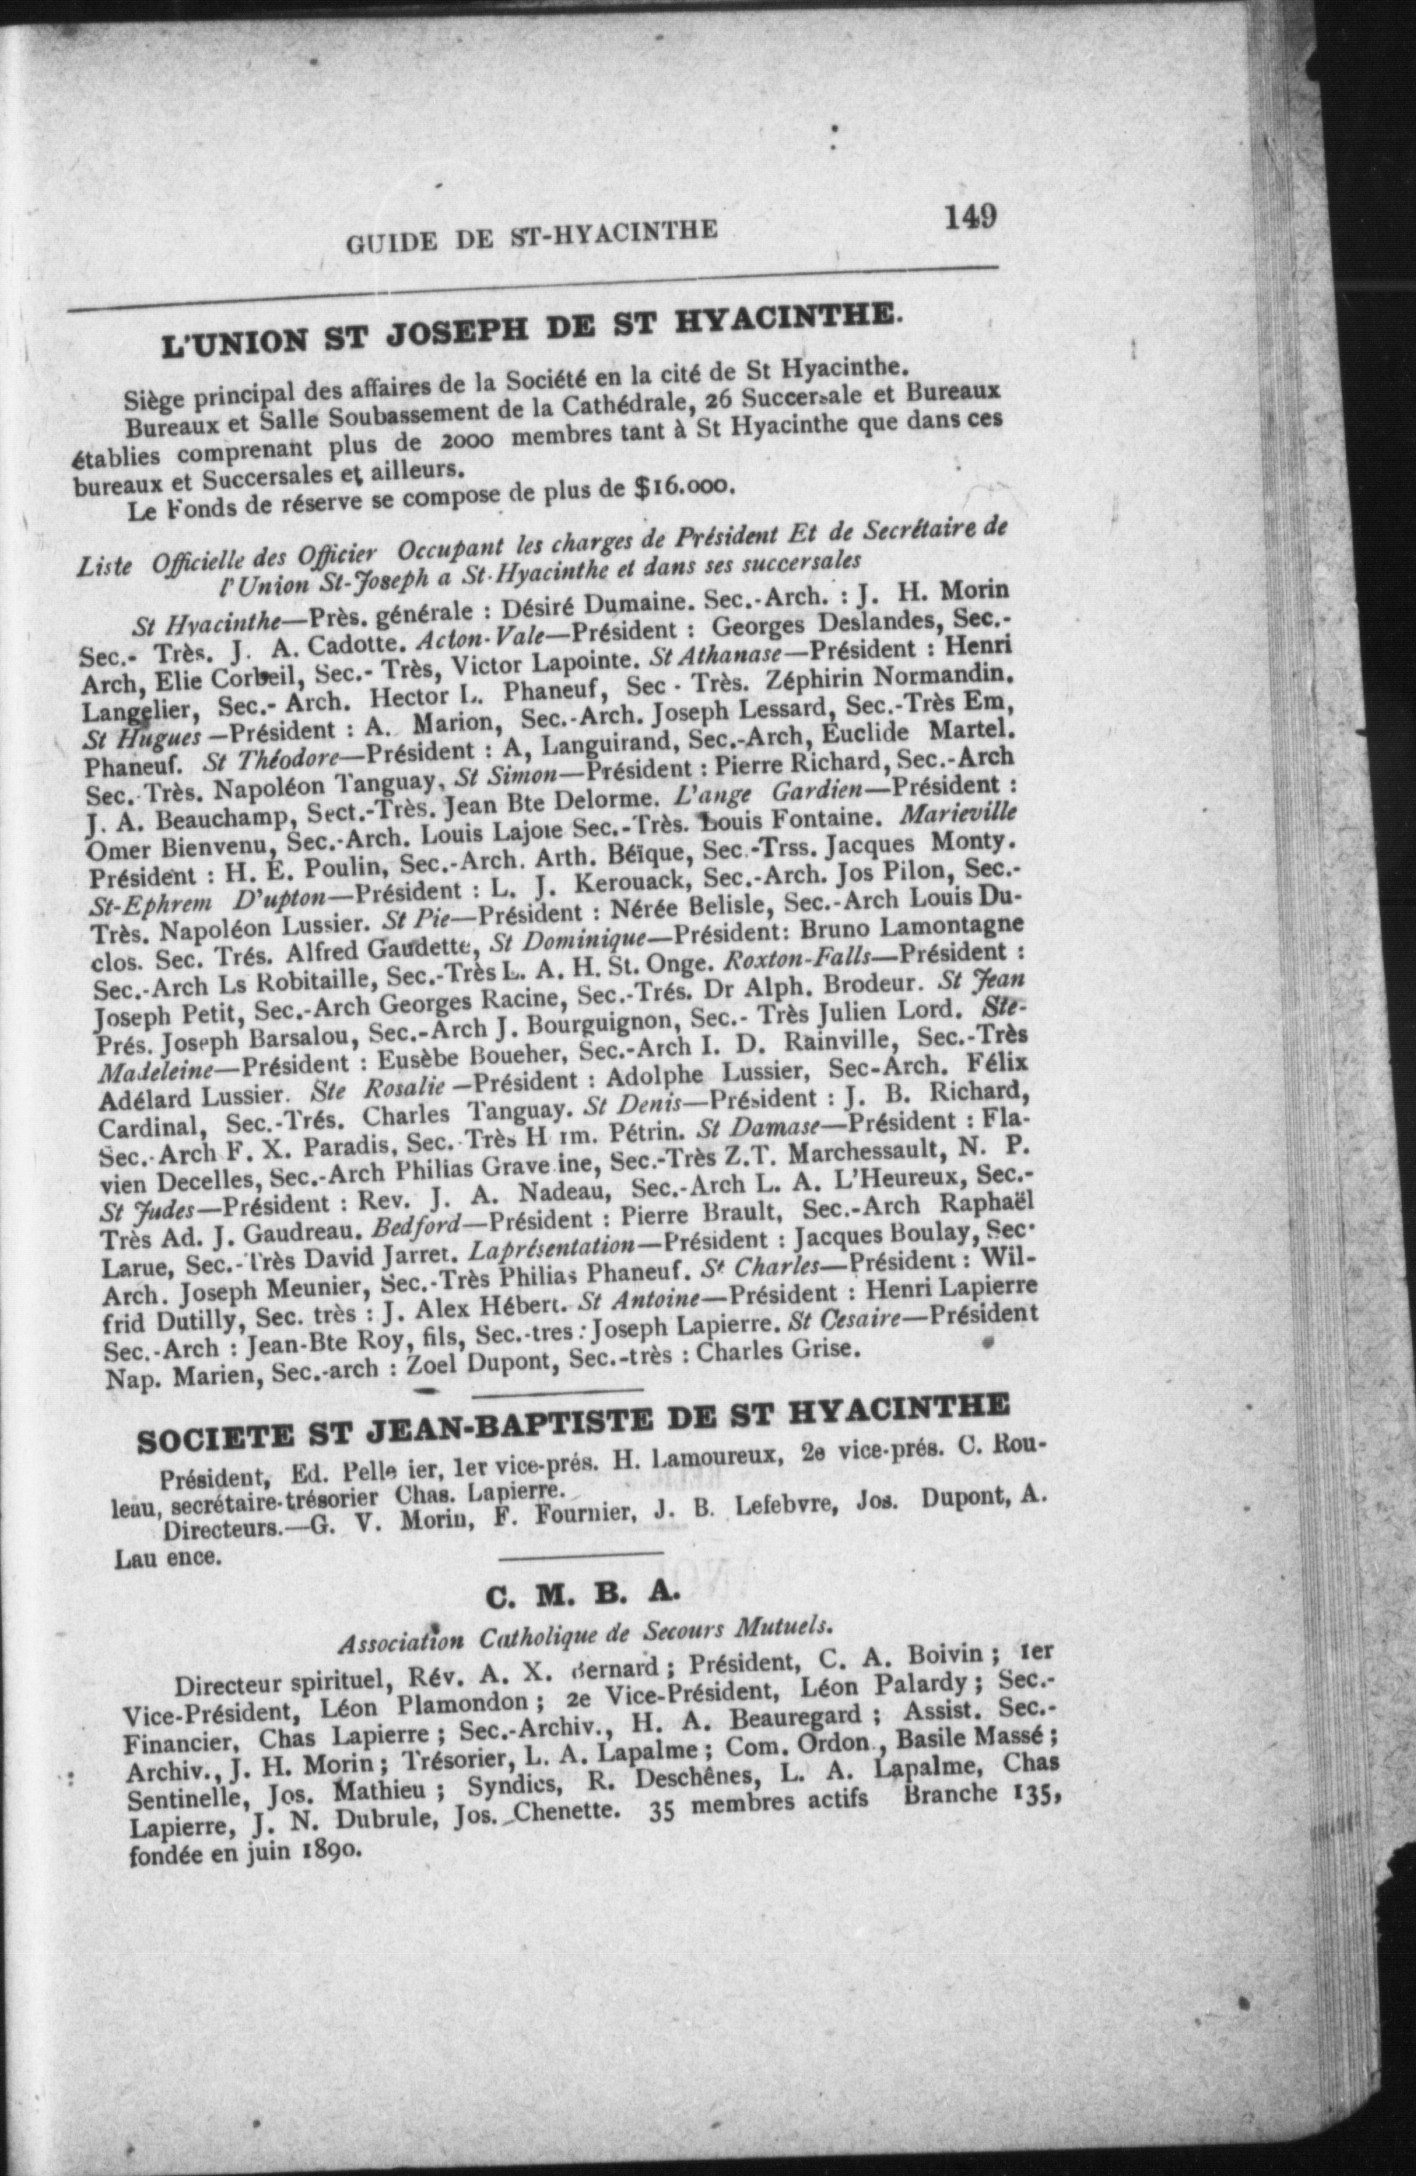 GUIDE DE ST-HYACINTHE 149
L'UNION ST JOSEPH DE ST HYACINTHE.
Siège principal des affaires de la Société en la cité de St Hyacinthe.
Bureaux et Salle Soubassement de la Cathédrale, 26 Succersale et Bureaux
établies comprenant plus de 2000 membres tant à St Hyacinthe que dans ces
bureaux et Succersales et ailleurs.
Le Fonds de réserve se compose de plus de $16.000.
Liste Officielle des Officier Occupant les charges de Président Et de Secrétaire de
l'Union St-Joseph a St-Hyacinthe et dans ses succersales
St Hyacinthe—Près. générale : Désiré Dumaine. Sec.-Arch. : J. H. Morin
Sec.- Très. J. A. Cadotte. Acton-Vale—Président : Georges Deslandes, Sec.-
Arch, Elie Corbeil, Sec.- Très, Victor Lapointe. St Athanase—Président : Henri
Langelier, Sec.- Arch. Hector L. Phaneuf, Sec - Très. Zéphirin Normandin.
St Hugues—Président : A. Marion, Sec.-Arch. Joseph Lessard, Sec.-Très Em,
Phaneuf. St Théodore—Président : A, Languirand, Sec.-Arch, Euclide Martel.
Sec.-Très. Napoléon Tanguay, St Simon—Président : Pierre Richard, Sec.-Arch
J. A. Beauchamp, Sect.-Très. Jean Bte Delorme. L'ange Gardien—Président :
Omer Bienvenu, Sec.-Arch. Louis Lajoie Sec.-Très. Louis Fontaine. Marieville
Président : H. E. Poulin, Sec.-Arch. Arth. Béïque, Sec.-Trss. Jacques Monty.
St-Ephrem D'upton—Président : L. J. Kerouack, Sec.-Arch. Jos Pilon, Sec.-
Très. Napoléon Lussier. St Pie—Président : Nérée Belisle, Sec.-Arch Louis Du-
clos. Sec. Trés. Alfred Gaudette, St Dominique—Président: Bruno Lamontagne
Sec.-Arch Ls Robitaille, Sec.-Très L. A. H. St. Onge. Roxton-Falls—Président :
Joseph Petit, Sec.-Arch Georges Racine, Sec.-Trés. Dr Alph. Brodeur. St Jean
Prés. Joseph Barsalou, Sec.-Arch J. Bourguignon, Sec.- Très Julien Lord. Ste-
Madeleine—Président : Eusèbe Boueher, Sec.-Arch I. D. Rainville, Sec.-Très
Adélard Lussier. Ste Rosalie—Président : Adolphe Lussier, Sec-Arch. Félix
Cardinal, Sec.-Trés. Charles Tanguay. St Denis—Président : J. B. Richard,
Sec.-Arch F. X. Paradis, Sec.-Très H rm. Pétrin. St Damase—Président : Fla-
vien Decelles, Sec.-Arch Philias Grave ine, Sec.-Très Z.T. Marchessault, N. P.
St Judes—Président : Rev. J. A. Nadeau, Sec.-Arch L. A. L'Heureux, Sec.-
Très Ad. J. Gaudreau. Bedford—Président : Pierre Brault, Sec.-Arch Raphaël
Larue, Sec.-Très David Jarret. Laprésentation—Président : Jacques Boulay, Sec-
Arch. Joseph Meunier, Sec.-Très Philias Phaneuf. St Charles—Président : Wil-
frid Dutilly, Sec. très : J. Alex Hébert. St Antoine—Président : Henri Lapierre
Sec.-Arch : Jean-Bte Roy, fils, Sec.-tres : Joseph Lapierre. St Cesaire—Président
Nap. Marien, Sec.-arch : Zoel Dupont, Sec.-très : Charles Grise.
SOCIETE ST JEAN-BAPTISTE DE ST HYACINTHE
Président, Ed. Pelle ier, 1er vice-prés. H. Lamoureux, 2e vice-prés. C. Rou-
leau, secrétaire-trésorier Chas. Lapierre.
Directeurs.—G. V. Morin, F. Fournier, J. B. Lefebvre, Jos. Dupont, A.
Lau ence.
C. M. B. A.
Association Catholique de Secours Mutuels.
Directeur spirituel, Rév. A. X. Bernard ; Président, C. A. Boivin ; 1er
Vice-Président, Léon Plamondon ; 2e Vice-Président, Léon Palardy ; Sec.-
Financier, Chas Lapierre ; Sec.-Archiv., H. A. Beauregard ; Assist. Sec.-
Archiv., J. H. Morin ; Trésorier, L. A. Lapalme ; Com. Ordon., Basile Massé ;
Sentinelle, Jos. Mathieu ; Syndics, R. Deschênes, L. A. Lapalme, Chas
Lapierre, J. N. Dubrule, Jos. Chenette. 35 membres actifs Branche 135,
fondée en juin 1890.